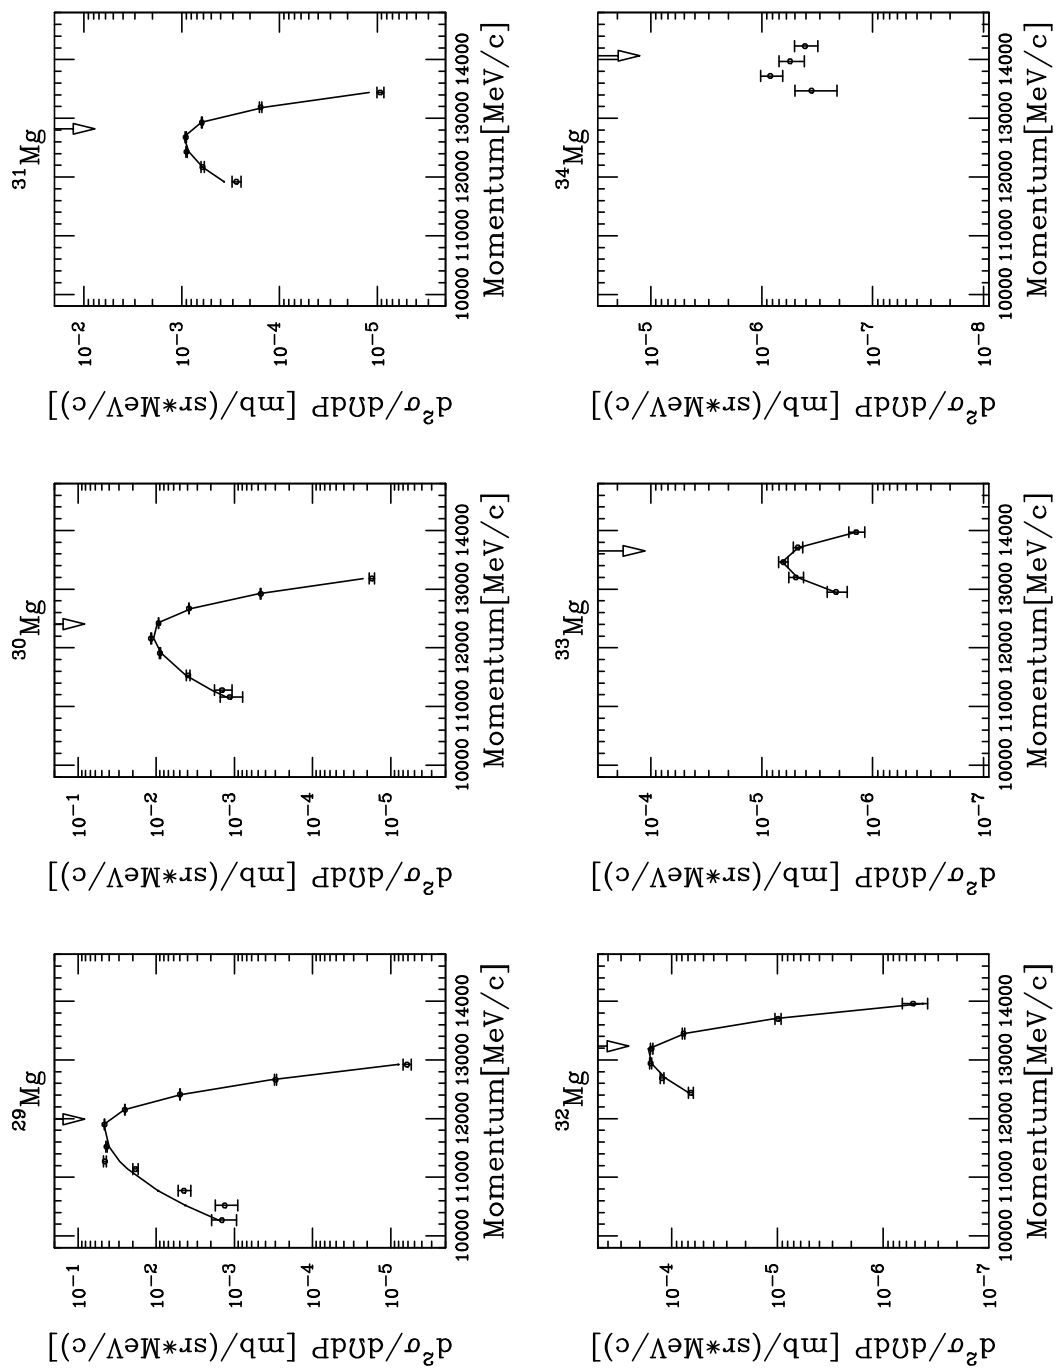 ²⁹Mg
d²σ/dΩdP [mb/(sr*MeV/c)]
10⁻¹
10⁻²
10⁻³
10⁻⁴
10⁻⁵
10000 11000 12000 13000 14000
Momentum[MeV/c]
³⁰Mg
d²σ/dΩdP [mb/(sr*MeV/c)]
10⁻¹
10⁻²
10⁻³
10⁻⁴
10⁻⁵
10000 11000 12000 13000 14000
Momentum[MeV/c]
³¹Mg
d²σ/dΩdP [mb/(sr*MeV/c)]
10⁻²
10⁻³
10⁻⁴
10⁻⁵
10000 11000 12000 13000 14000
Momentum[MeV/c]
³²Mg
d²σ/dΩdP [mb/(sr*MeV/c)]
10⁻⁴
10⁻⁵
10⁻⁶
10⁻⁷
10000 11000 12000 13000 14000
Momentum[MeV/c]
³³Mg
d²σ/dΩdP [mb/(sr*MeV/c)]
10⁻⁴
10⁻⁵
10⁻⁶
10⁻⁷
10000 11000 12000 13000 14000
Momentum[MeV/c]
³⁴Mg
d²σ/dΩdP [mb/(sr*MeV/c)]
10⁻⁵
10⁻⁶
10⁻⁷
10⁻⁸
10000 11000 12000 13000 14000
Momentum[MeV/c]